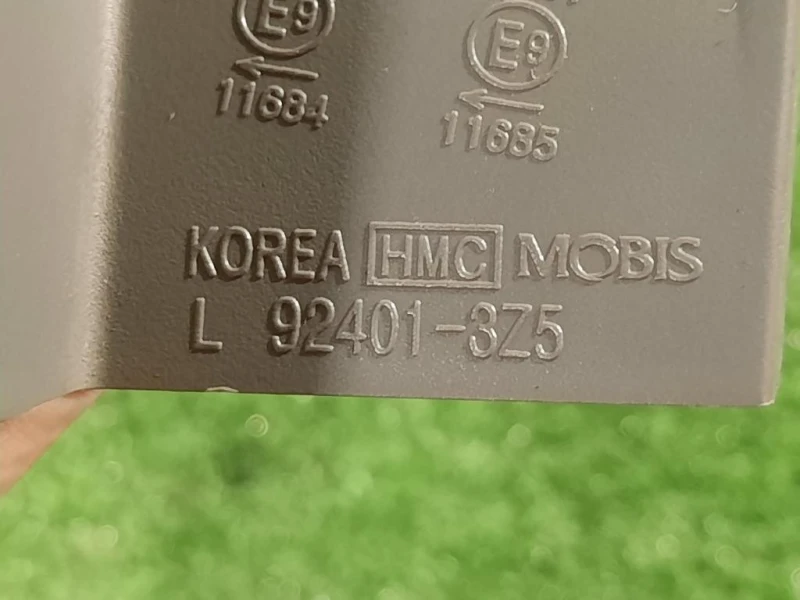 E9 E9
11684 11685
KOREA HMC MOBIS
L 92401-3Z5